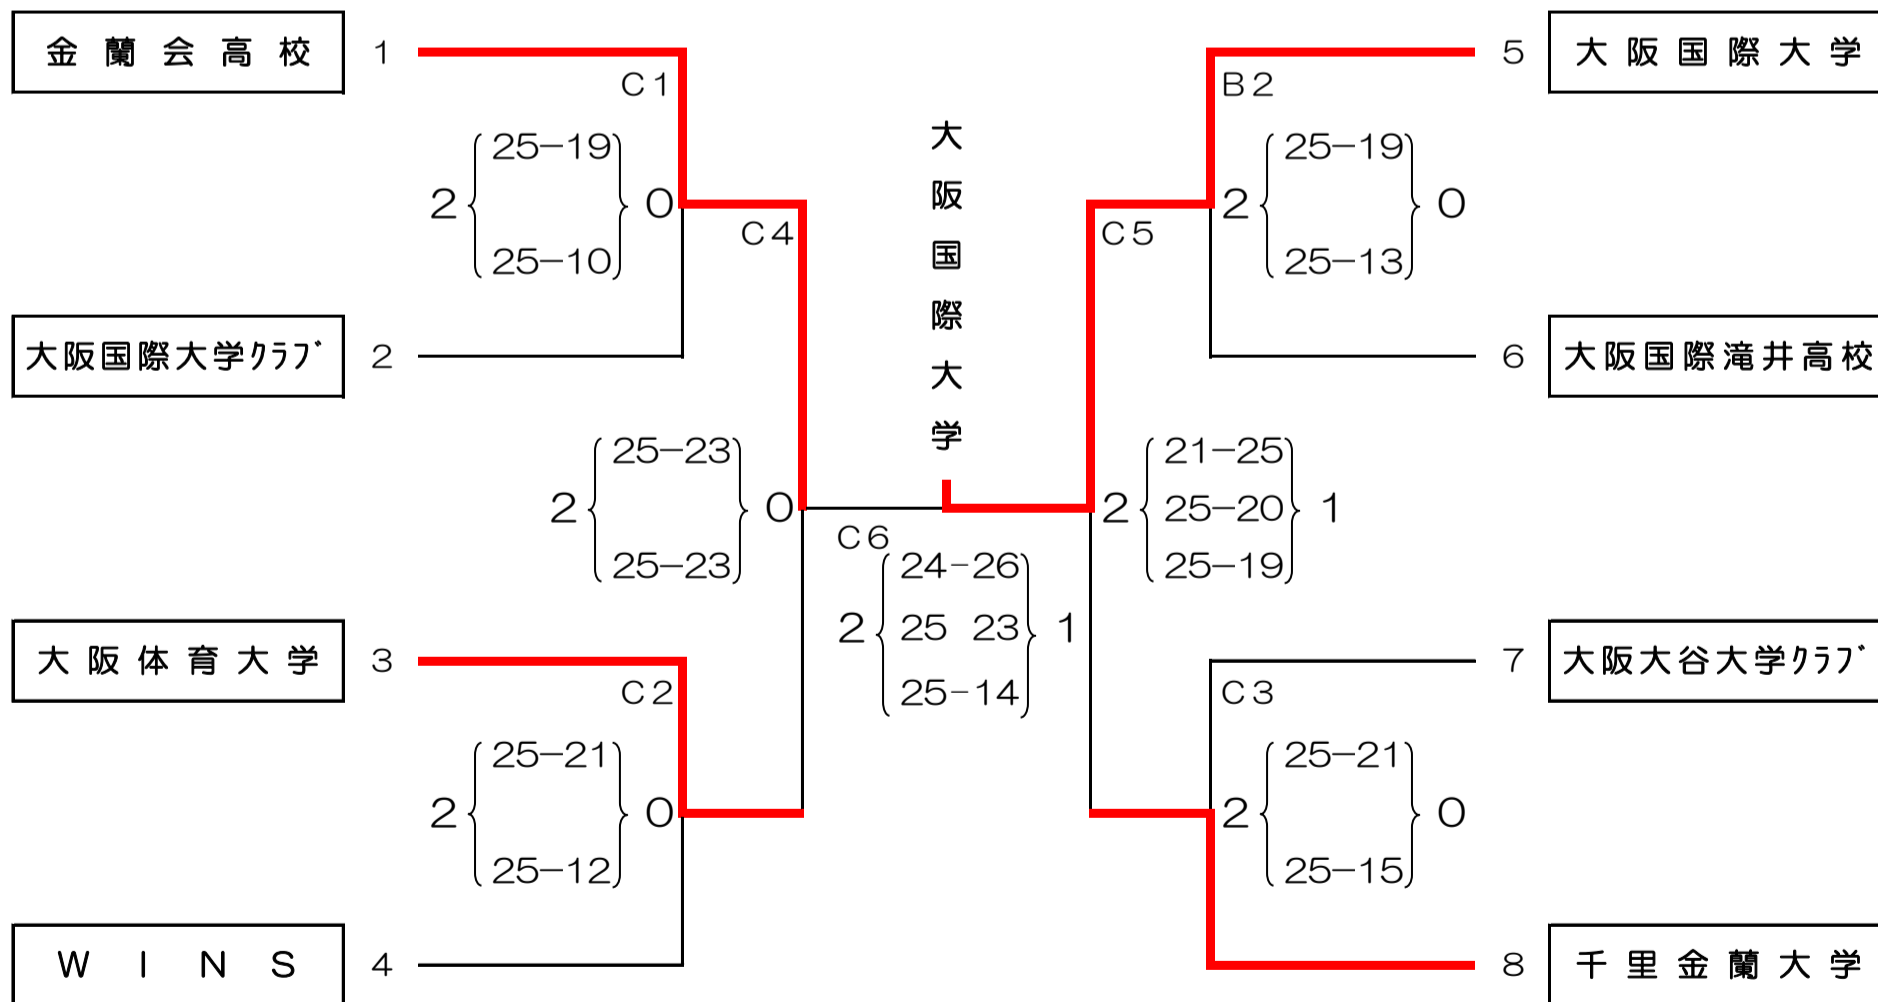 金蘭会高校 1
5 大阪国際大学
C1
B2
25-19
2 0
25-10
25-19
2 0
25-13
C4
C5
大阪国際大学
大阪国際大学クラブ 2
6 大阪国際滝井高校
25-23
2 0
25-23
21-25
2 25-20 1
25-19
C6
24-26
2 25 23 1
25-14
大阪体育大学 3
7 大阪大谷大学クラブ
C2
C3
25-21
2 0
25-12
25-21
2 0
25-15
WINS 4
8 千里金蘭大学